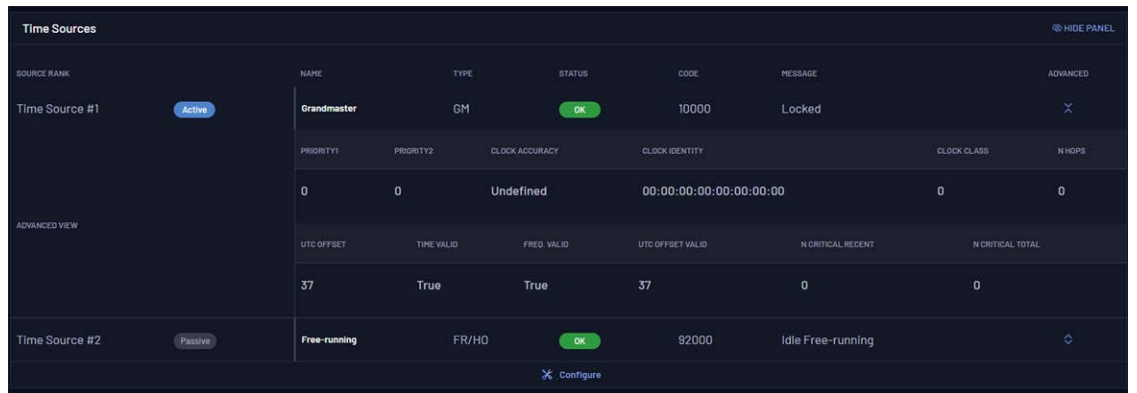 Time Sources HIDE PANEL
SOURCE RANK NAME TYPE STATUS CODE MESSAGE ADVANCED
Time Source #1 Active Grandmaster GM OK 10000 Locked
PRIORITY1 PRIORITY2 CLOCK ACCURACY CLOCK IDENTITY CLOCK CLASS N HOPS
0 0 Undefined 00:00:00:00:00:00:00:00 0 0
ADVANCED VIEW
UTC OFFSET TIME VALID FREQ. VALID UTC OFFSET VALID N CRITICAL RECENT N CRITICAL TOTAL
37 True True 37 0 0
Time Source #2 Passive Free-running FR/HO OK 92000 Idle Free-running
Configure